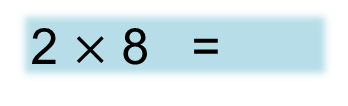 2 × 8 =